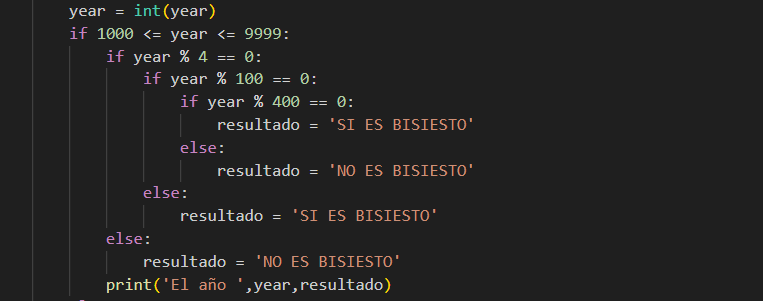 year = int(year)
if 1000 <= year <= 9999:
if year % 4 == 0:
if year % 100 == 0:
if year % 400 == 0:
resultado = 'SI ES BISIESTO'
else:
resultado = 'NO ES BISIESTO'
else:
resultado = 'SI ES BISIESTO'
else:
resultado = 'NO ES BISIESTO'
print('El año ',year,resultado)